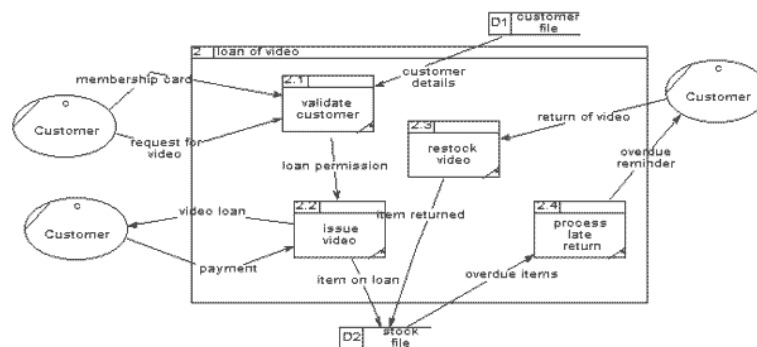 D1 customer
file
2 loan of video
membership card
2.1
customer
details
c
Customer
validate
customer
c
Customer
request for
video
2.3
return of video
restock
video
loan permission
overdue
reminder
c
Customer
video loan
2.2
item returned
2.4
issue
video
process
late
return
payment
item on loan
overdue items
D2 stock
file